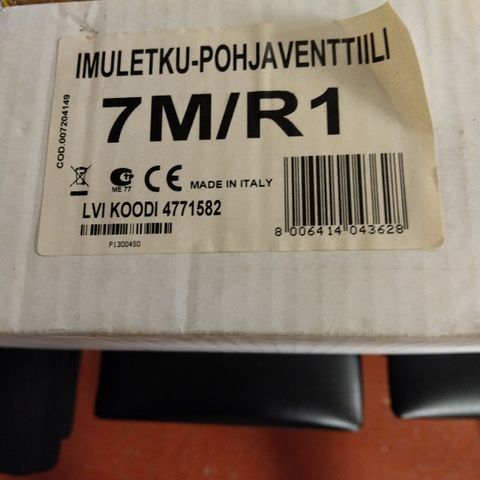 IMULETKU-POHJAVENTTIILI
7M/R1
COD.007204149
ME 77
CE
MADE IN ITALY
LVI KOODI 4771582
P1300450
8 006414 043628